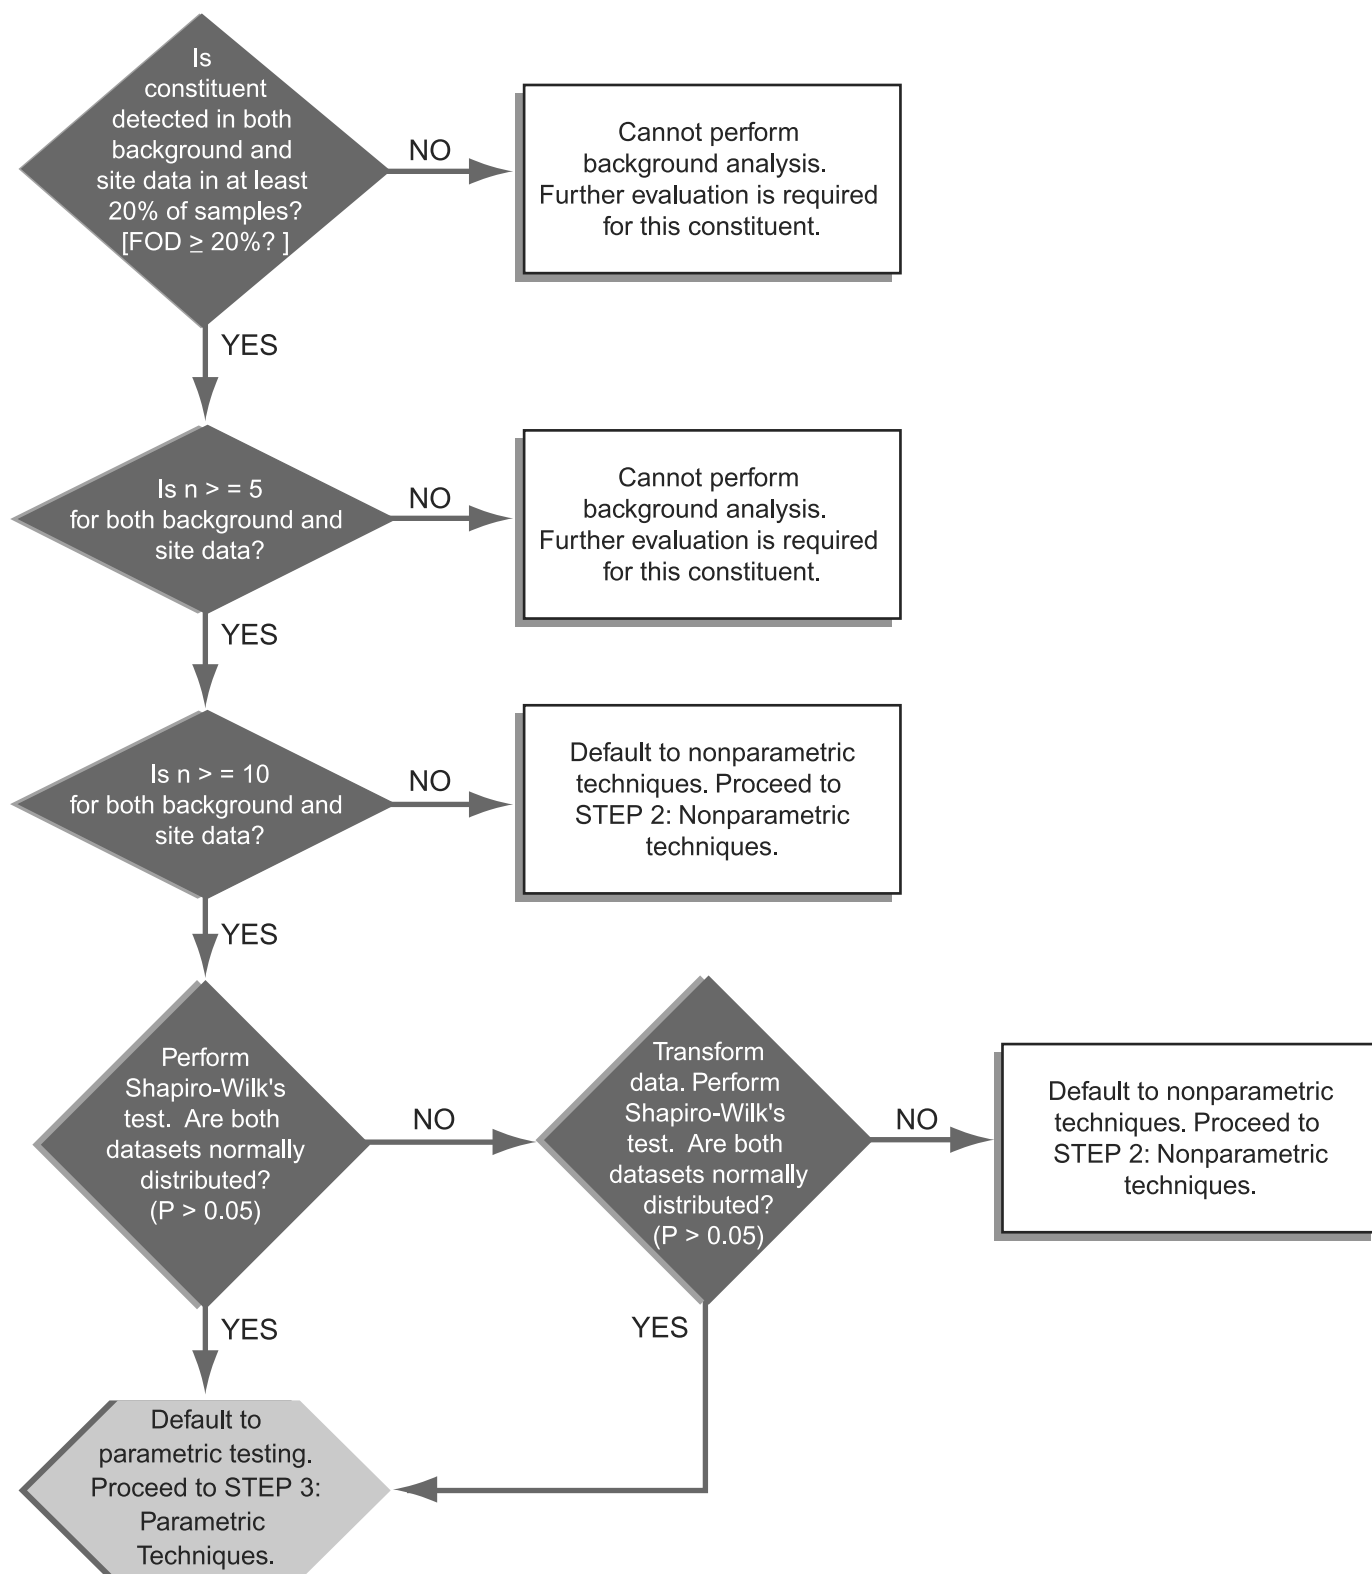 Is
constituent
detected in both
background and
site data in at least
20% of samples?
[FOD ≥ 20%? ]
NO
Cannot perform
background analysis.
Further evaluation is required
for this constituent.
YES
Is n > = 5
for both background and
site data?
NO
Cannot perform
background analysis.
Further evaluation is required
for this constituent.
YES
Is n > = 10
for both background and
site data?
NO
Default to nonparametric
techniques. Proceed to
STEP 2: Nonparametric
techniques.
YES
Perform
Shapiro-Wilk's
test. Are both
datasets normally
distributed?
(P > 0.05)
NO
Transform
data. Perform
Shapiro-Wilk's
test. Are both
datasets normally
distributed?
(P > 0.05)
NO
Default to nonparametric
techniques. Proceed to
STEP 2: Nonparametric
techniques.
YES
YES
Default to
parametric testing.
Proceed to STEP 3:
Parametric
Techniques.